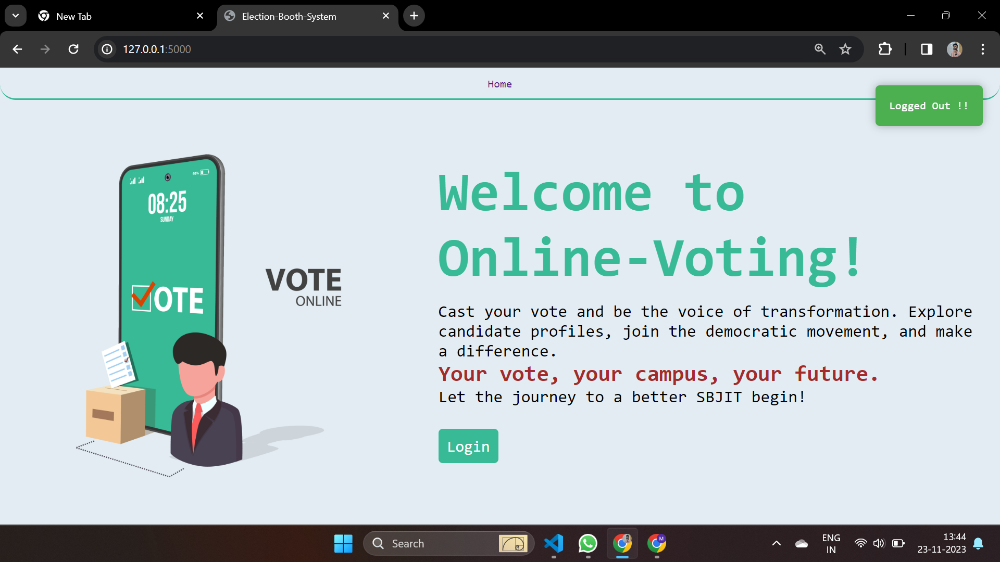 New Tab
Election-Booth-System
127.0.0.1:5000
Home
Logged Out !!
40%
08:25
SUNDAY
VOTE
VOTE
ONLINE
Welcome to
Online-Voting!
Cast your vote and be the voice of transformation. Explore
candidate profiles, join the democratic movement, and make
a difference.
Your vote, your campus, your future.
Let the journey to a better SBJIT begin!
Login
Search
M
ENG
IN
13:44
23-11-2023